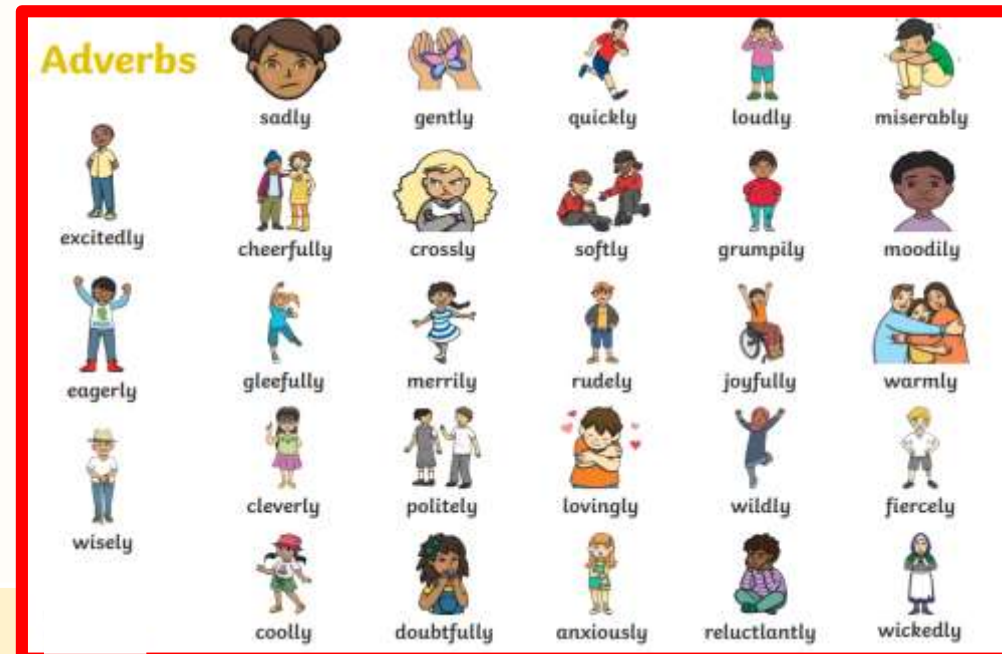 Adverbs
sadly gently quickly loudly miserably
excitedly
cheerfully crossly softly grumpily moodily
eagerly
gleefully merrily rudely joyfully warmly
wisely
cleverly politely lovingly wildly fiercely
coolly doubtfully anxiously reluctlantly wickedly